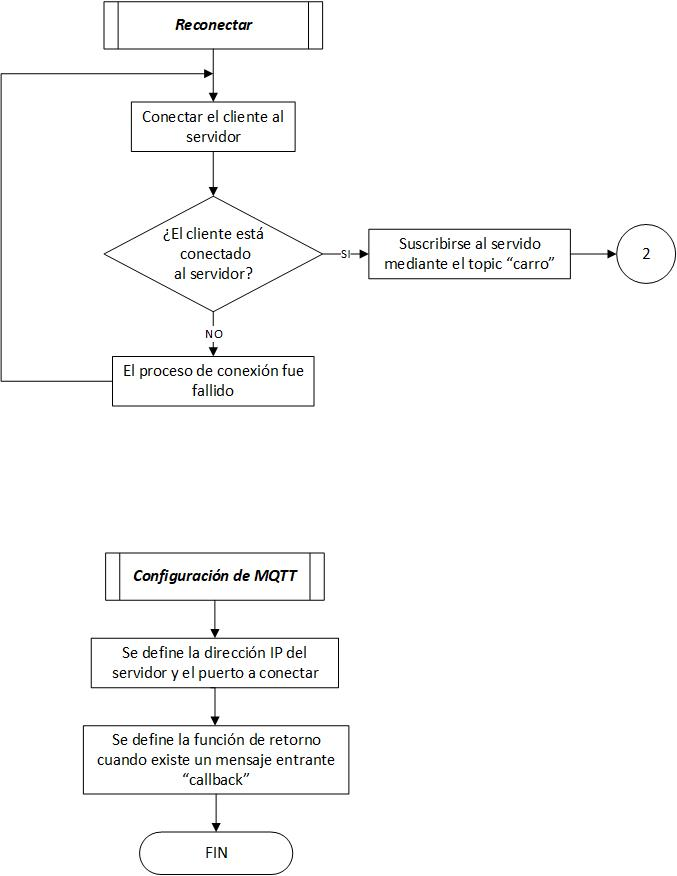 Reconectar
Conectar el cliente al
servidor
¿El cliente está
conectado
al servidor?
SI
Suscribirse al servido
mediante el topic “carro”
2
NO
El proceso de conexión fue
fallido
Configuración de MQTT
Se define la dirección IP del
servidor y el puerto a conectar
Se define la función de retorno
cuando existe un mensaje entrante
“callback”
FIN